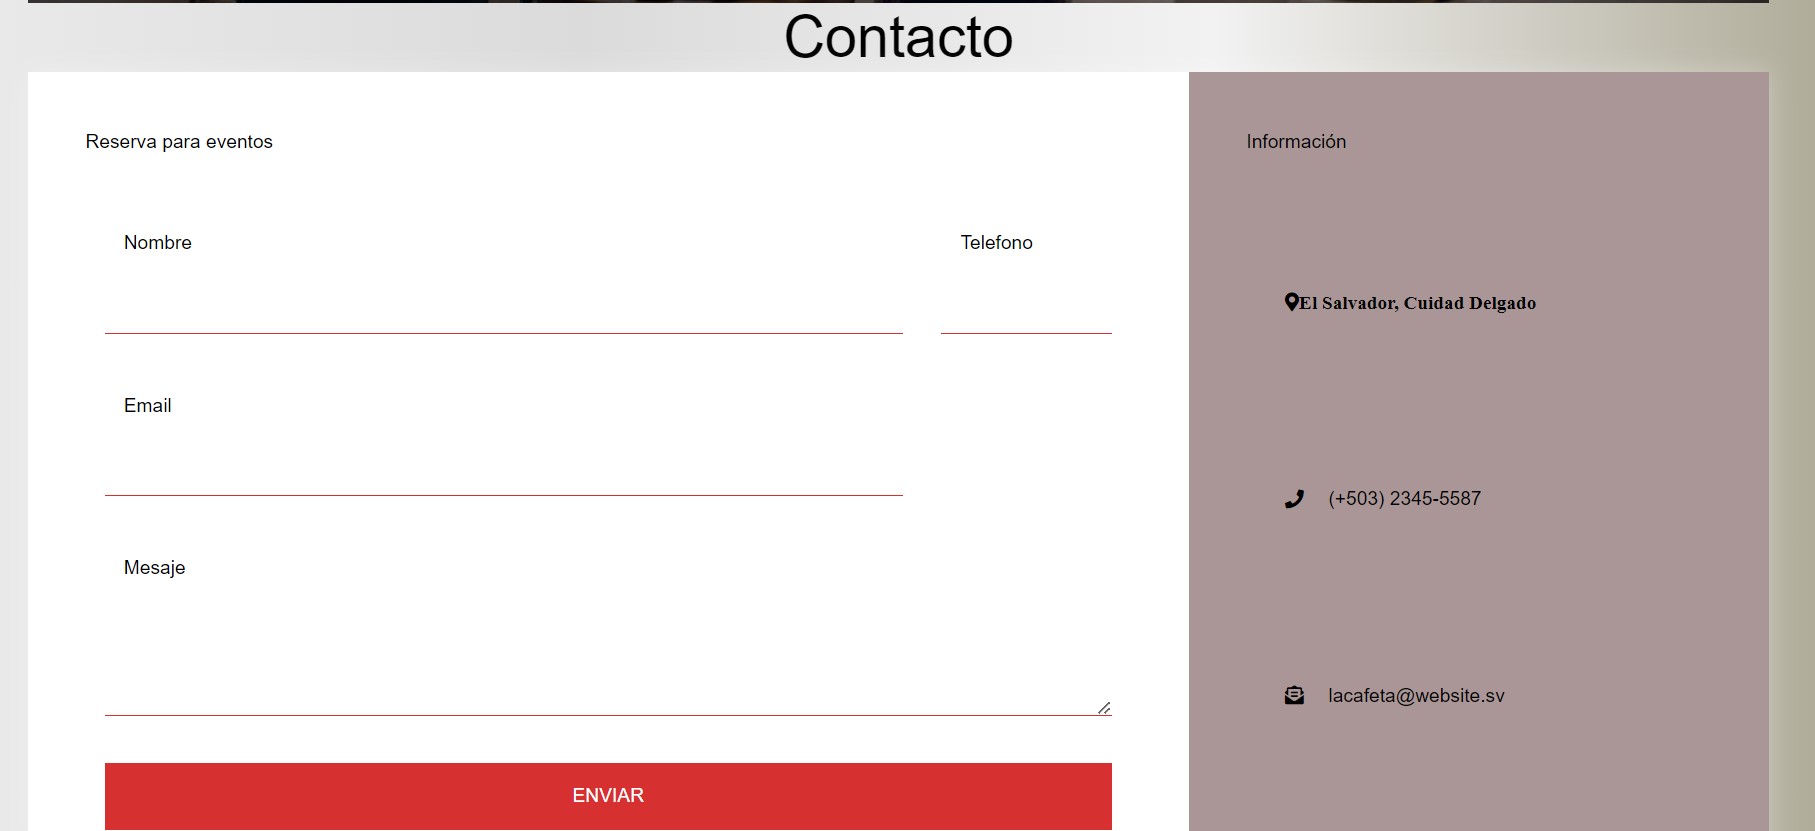 Contacto
Reserva para eventos
Nombre
Telefono
Email
Mesaje
ENVIAR
Información
El Salvador, Cuidad Delgado
(+503) 2345-5587
lacafeta@website.sv